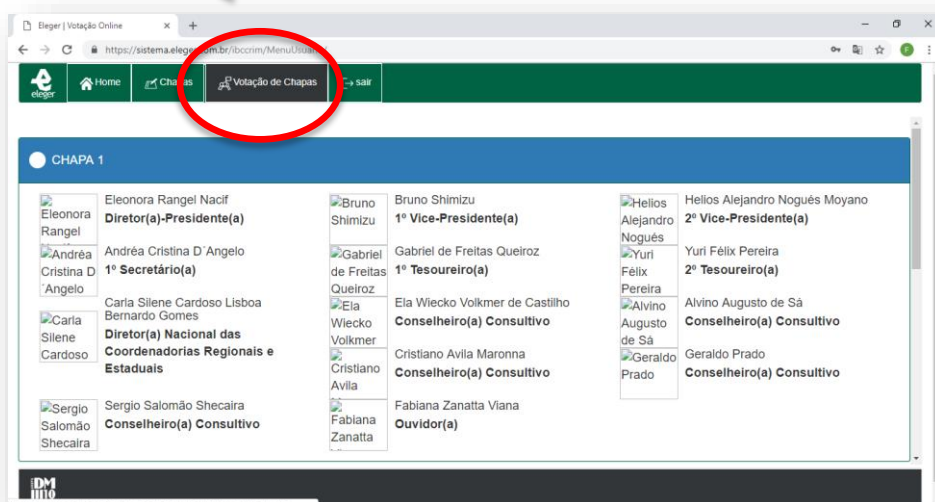 Eleger | Votação Online
https://sistema.eleger.com.br/ibccrim/MenuUsuario
eleger
Home
Chapas
Votação de Chapas
sair
CHAPA 1
Eleonora Rangel
Eleonora Rangel Nacif
Diretor(a)-Presidente(a)
Bruno Shimizu
Bruno Shimizu
1º Vice-Presidente(a)
Helios Alejandro Nogués
Helios Alejandro Nogués Moyano
2º Vice-Presidente(a)
Andréa Cristina D´Angelo
Andréa Cristina D´Angelo
1º Secretário(a)
Gabriel de Freitas Queiroz
Gabriel de Freitas Queiroz
1º Tesoureiro(a)
Yuri Félix Pereira
Yuri Félix Pereira
2º Tesoureiro(a)
Carla Silene Cardoso
Carla Silene Cardoso Lisboa
Bernardo Gomes
Diretor(a) Nacional das
Coordenadorias Regionais e
Estaduais
Ela Wiecko Volkmer
Ela Wiecko Volkmer de Castilho
Conselheiro(a) Consultivo
Alvino Augusto de Sá
Alvino Augusto de Sá
Conselheiro(a) Consultivo
Cristiano Avila
Cristiano Avila Maronna
Conselheiro(a) Consultivo
Geraldo Prado
Geraldo Prado
Conselheiro(a) Consultivo
Sergio Salomão Shecaira
Sergio Salomão Shecaira
Conselheiro(a) Consultivo
Fabiana Zanatta
Fabiana Zanatta Viana
Ouvidor(a)